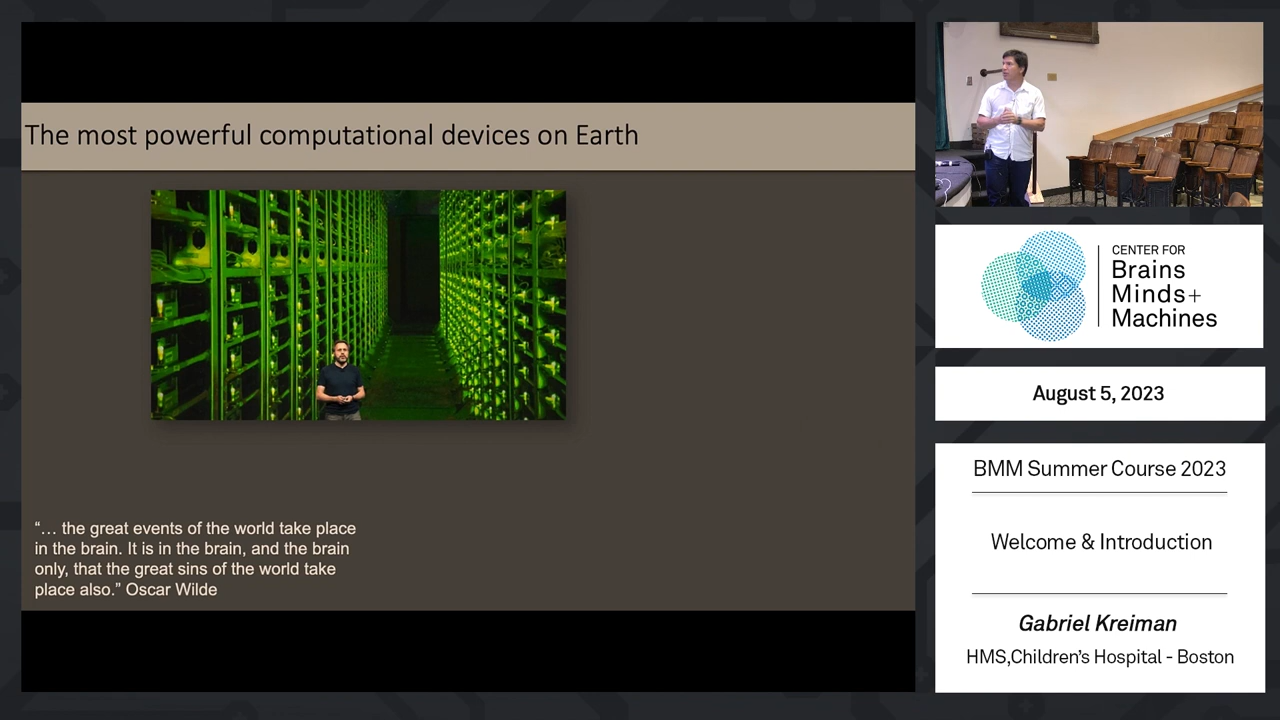 The most powerful computational devices on Earth
“… the great events of the world take place
in the brain. It is in the brain, and the brain
only, that the great sins of the world take
place also.” Oscar Wilde
CENTER FOR
Brains
Minds+
Machines
August 5, 2023
BMM Summer Course 2023
Welcome & Introduction
Gabriel Kreiman
HMS,Children’s Hospital - Boston